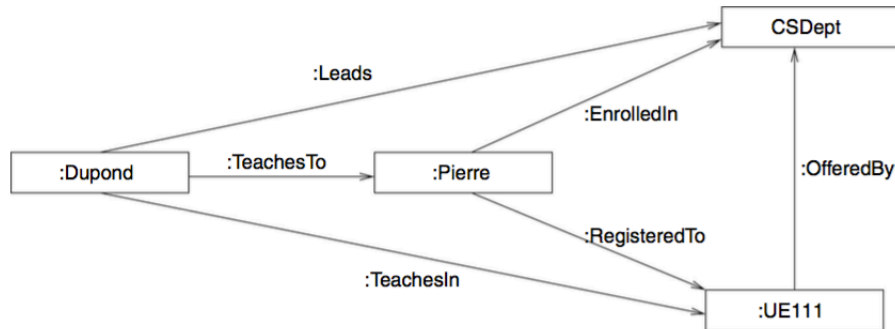 CSDept
:Leads
:EnrolledIn
:TeachesTo
:Dupond
:Pierre
:OfferedBy
:RegisteredTo
:TeachesIn
:UE111